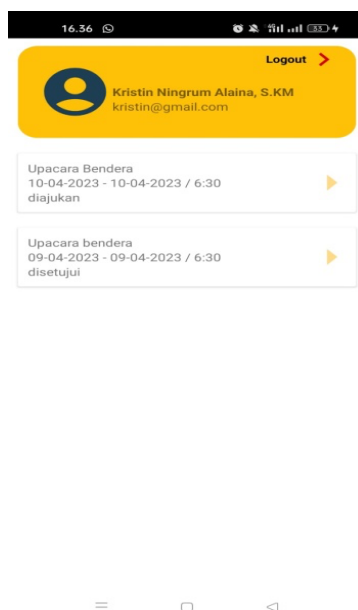 16.36
33
Logout
Kristin Ningrum Alaina, S.KM
kristin@gmail.com
Upacara Bendera
10-04-2023 - 10-04-2023 / 6:30
diajukan
Upacara bendera
09-04-2023 - 09-04-2023 / 6:30
disetujui